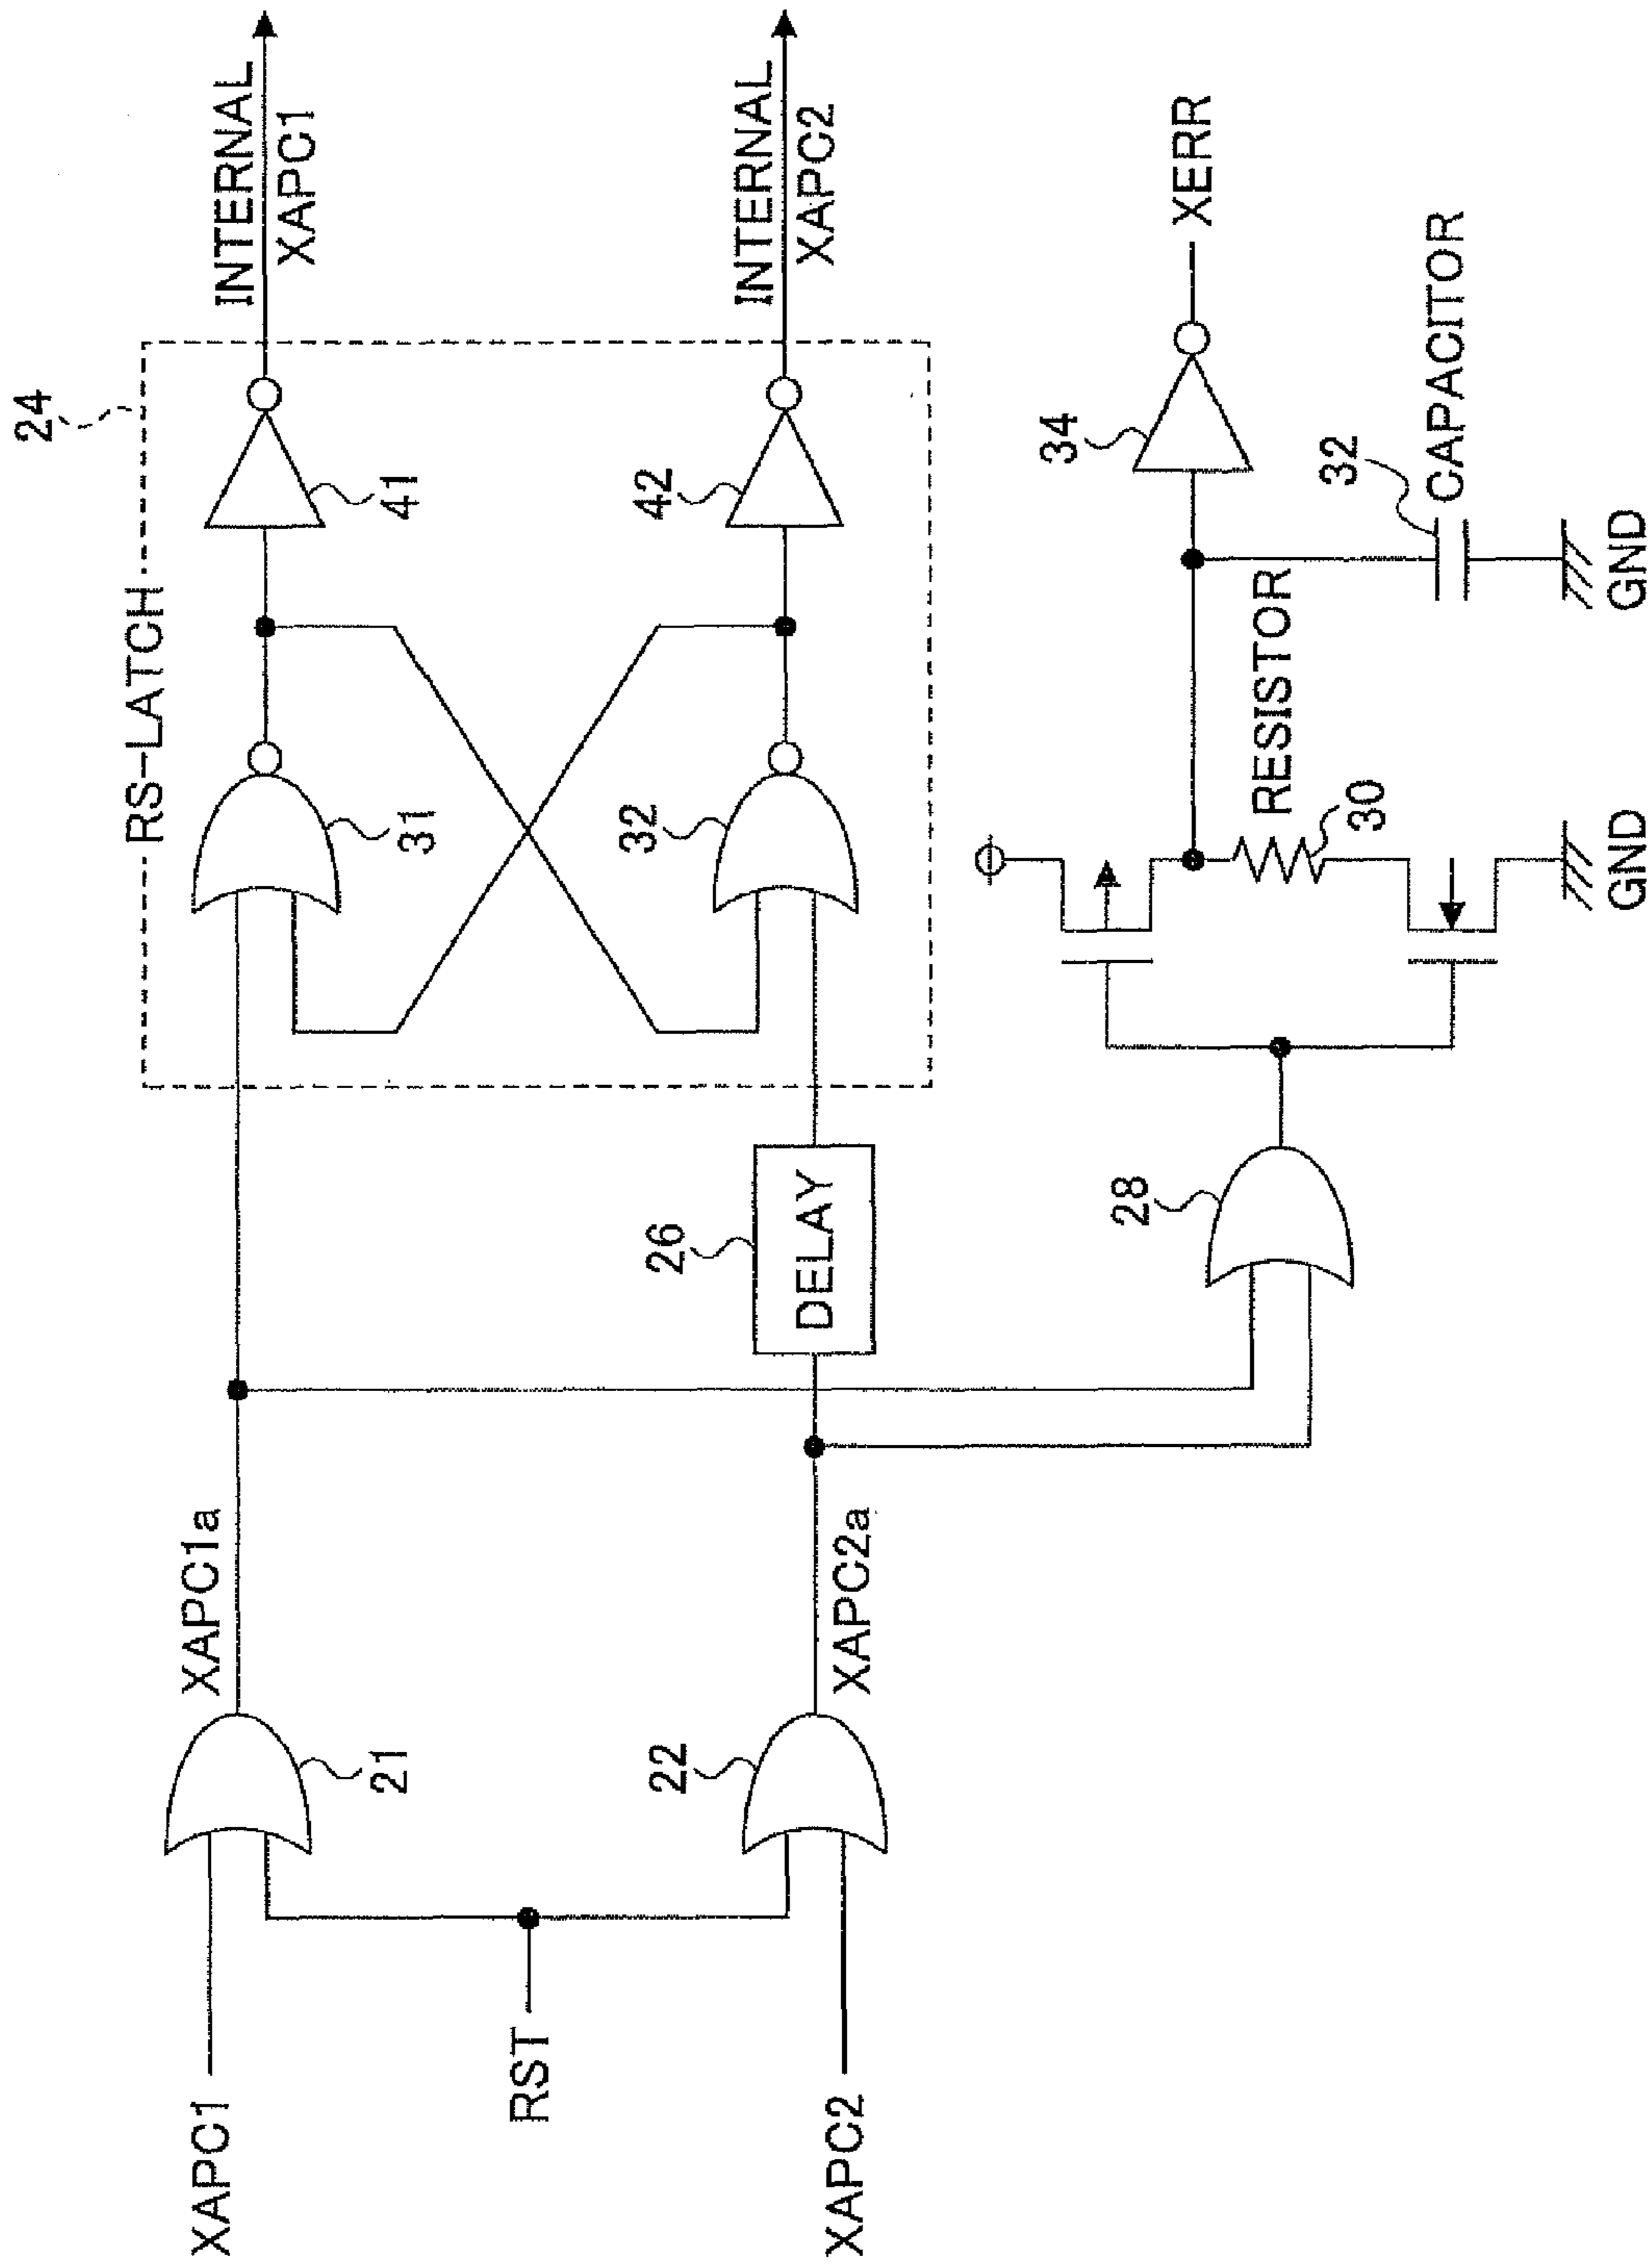 XAPC1
RST
XAPC2
21
22
XAPC1a
XAPC2a
26
DELAY
28
24
RS-LATCH
31
32
41
42
INTERNAL
XAPC1
INTERNAL
XAPC2
RESISTOR
30
GND
34
XERR
32
CAPACITOR
GND